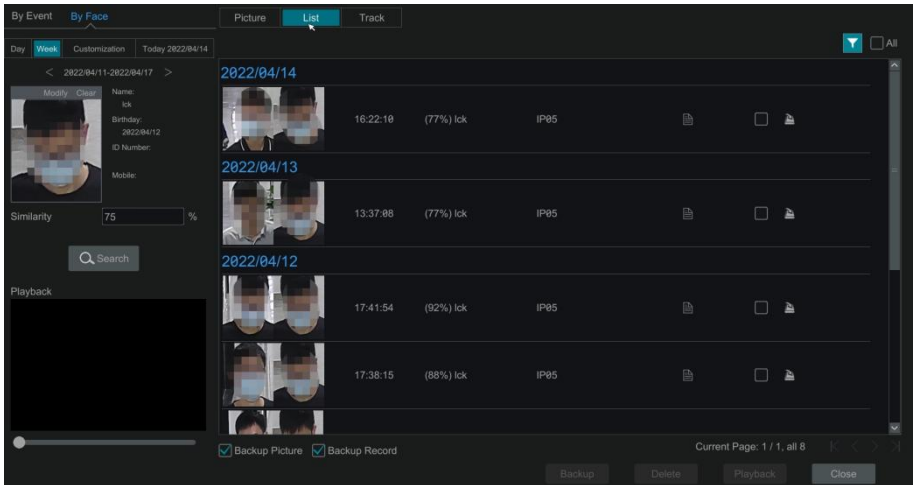 By Event By Face
Picture List Track
All
Day Week Customization Today 2022/04/14
< 2022/04/11-2022/04/17 >
Modify Clear
Name:
lck
Birthday:
2022/04/12
ID Number:
Mobile:
Similarity 75 %
Search
Playback
2022/04/14
16:22:10 (77%) lck IP05
2022/04/13
13:37:08 (77%) lck IP05
2022/04/12
17:41:54 (92%) lck IP05
17:38:15 (88%) lck IP05
Backup Picture Backup Record
Current Page: 1 / 1, all 8
Backup Delete Playback Close